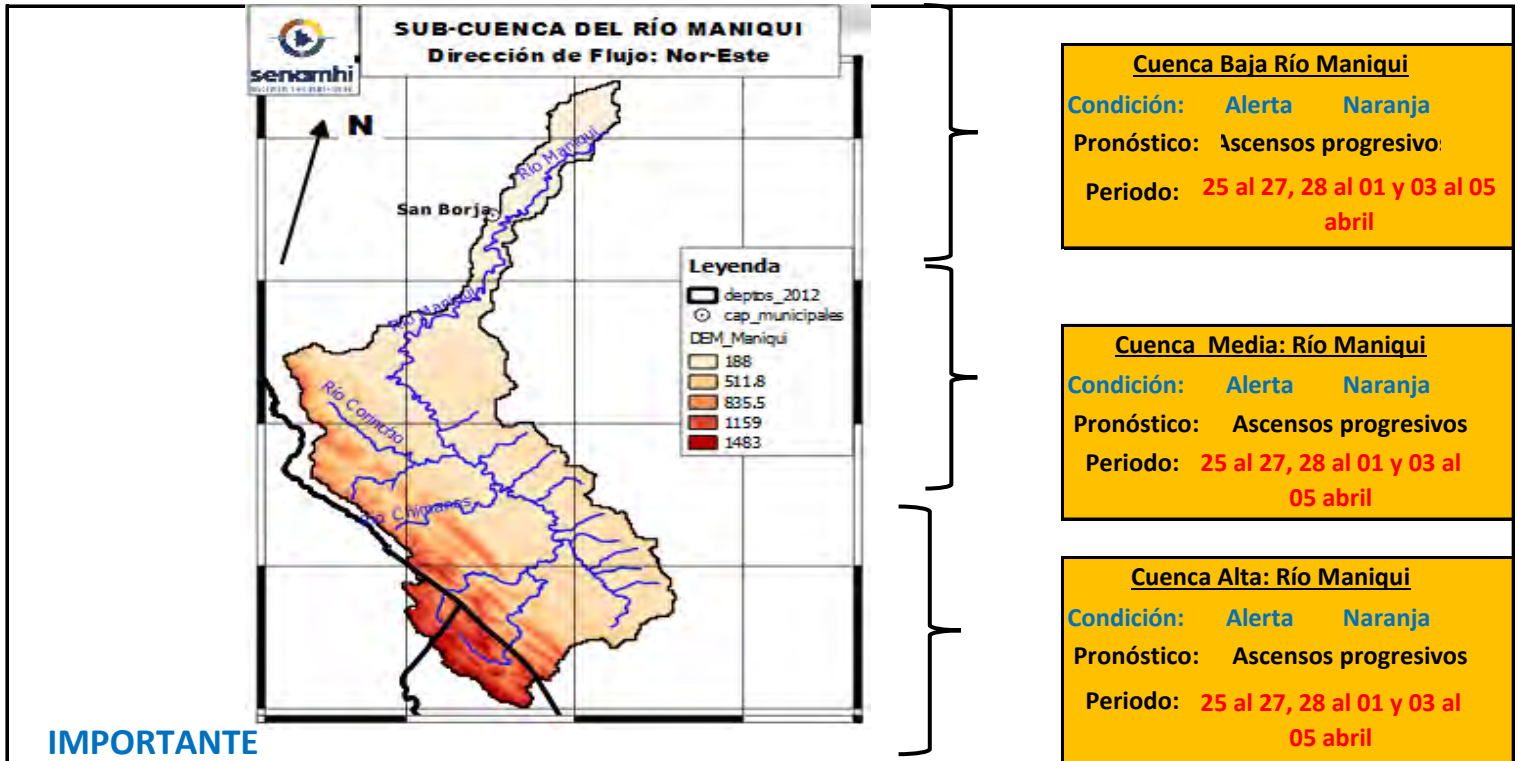 SUB-CUENCA DEL RÍO MANIQUI
Dirección de Flujo: Nor-Este
senamhi
N
Río Maniqui
San Borja
Río Maniqui
Río Chimanes
Leyenda
deptos_2012
cap_municipales
DEM_Maniqui
188
511.8
835.5
1159
1483
Cuenca Baja Río Maniqui
Condición: Alerta Naranja
Pronóstico: Ascensos progresivos
Periodo: 25 al 27, 28 al 01 y 03 al 05
abril
Cuenca Media: Río Maniqui
Condición: Alerta Naranja
Pronóstico: Ascensos progresivos
Periodo: 25 al 27, 28 al 01 y 03 al
05 abril
Cuenca Alta: Río Maniqui
Condición: Alerta Naranja
Pronóstico: Ascensos progresivos
Periodo: 25 al 27, 28 al 01 y 03 al
05 abril
IMPORTANTE